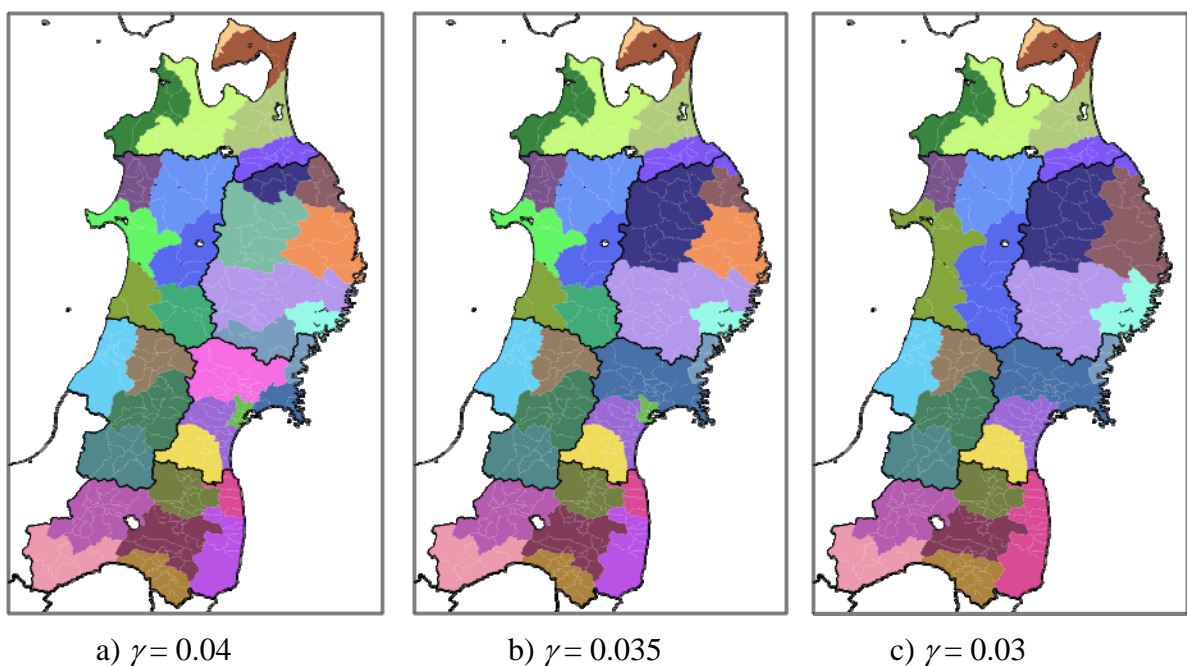 a) γ = 0.04 b) γ = 0.035 c) γ = 0.03